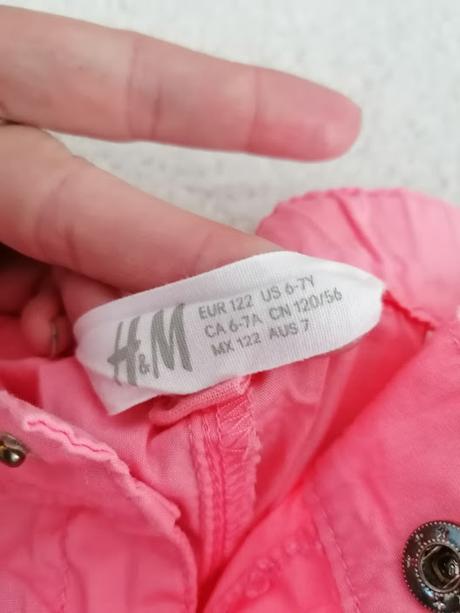 H&M
EUR 122 US 6-7Y
CA 6-7A CN 120/56
MX 122 AUS 7